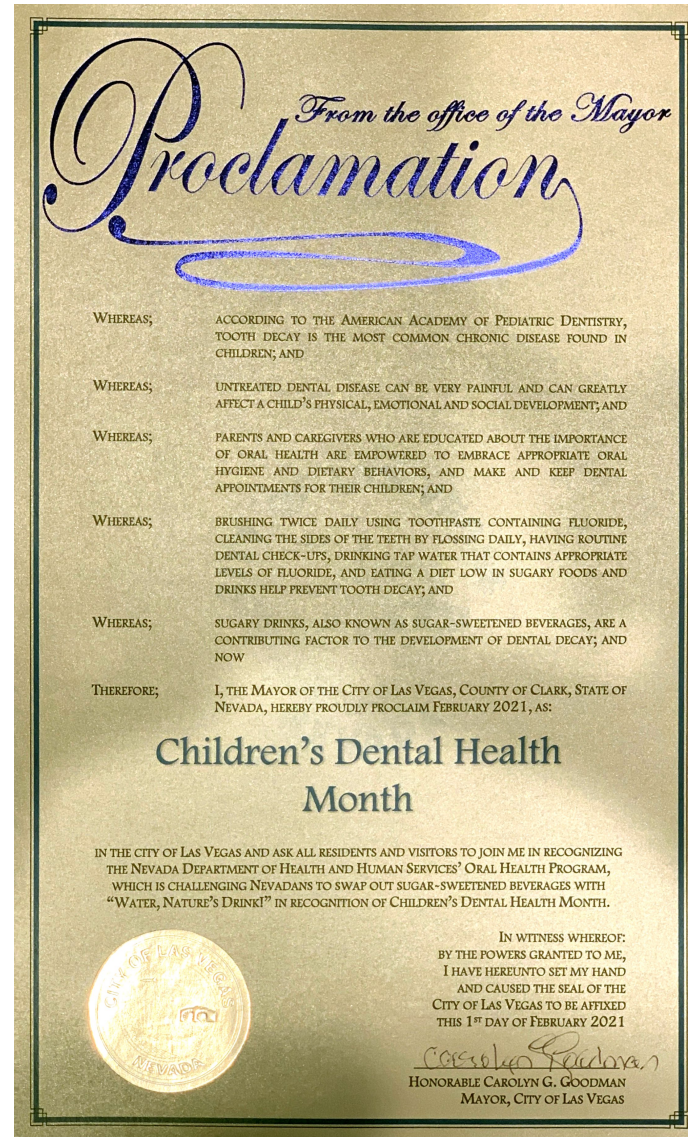 From the office of the Mayor
Proclamation
WHEREAS; ACCORDING TO THE AMERICAN ACADEMY OF PEDIATRIC DENTISTRY,
TOOTH DECAY IS THE MOST COMMON CHRONIC DISEASE FOUND IN
CHILDREN; AND
WHEREAS; UNTREATED DENTAL DISEASE CAN BE VERY PAINFUL AND CAN GREATLY
AFFECT A CHILD'S PHYSICAL, EMOTIONAL AND SOCIAL DEVELOPMENT; AND
WHEREAS; PARENTS AND CAREGIVERS WHO ARE EDUCATED ABOUT THE IMPORTANCE
OF ORAL HEALTH ARE EMPOWERED TO EMBRACE APPROPRIATE ORAL
HYGIENE AND DIETARY BEHAVIORS, AND MAKE AND KEEP DENTAL
APPOINTMENTS FOR THEIR CHILDREN; AND
WHEREAS; BRUSHING TWICE DAILY USING TOOTHPASTE CONTAINING FLUORIDE,
CLEANING THE SIDES OF THE TEETH BY FLOSSING DAILY, HAVING ROUTINE
DENTAL CHECK-UPS, DRINKING TAP WATER THAT CONTAINS APPROPRIATE
LEVELS OF FLUORIDE, AND EATING A DIET LOW IN SUGARY FOODS AND
DRINKS HELP PREVENT TOOTH DECAY; AND
WHEREAS; SUGARY DRINKS, ALSO KNOWN AS SUGAR-SWEETENED BEVERAGES, ARE A
CONTRIBUTING FACTOR TO THE DEVELOPMENT OF DENTAL DECAY; AND
NOW
THEREFORE; I, THE MAYOR OF THE CITY OF LAS VEGAS, COUNTY OF CLARK, STATE OF
NEVADA, HEREBY PROUDLY PROCLAIM FEBRUARY 2021, AS:
Children's Dental Health
Month
IN THE CITY OF LAS VEGAS AND ASK ALL RESIDENTS AND VISITORS TO JOIN ME IN RECOGNIZING
THE NEVADA DEPARTMENT OF HEALTH AND HUMAN SERVICES' ORAL HEALTH PROGRAM,
WHICH IS CHALLENGING NEVADANS TO SWAP OUT SUGAR-SWEETENED BEVERAGES WITH
"WATER, NATURE'S DRINK!" IN RECOGNITION OF CHILDREN'S DENTAL HEALTH MONTH.
IN WITNESS WHEREOF:
BY THE POWERS GRANTED TO ME,
I HAVE HEREUNTO SET MY HAND
AND CAUSED THE SEAL OF THE
CITY OF LAS VEGAS TO BE AFFIXED
THIS 1ST DAY OF FEBRUARY 2021
CITY OF LAS VEGAS
NEVADA
Carolyn Goodman
HONORABLE CAROLYN G. GOODMAN
MAYOR, CITY OF LAS VEGAS